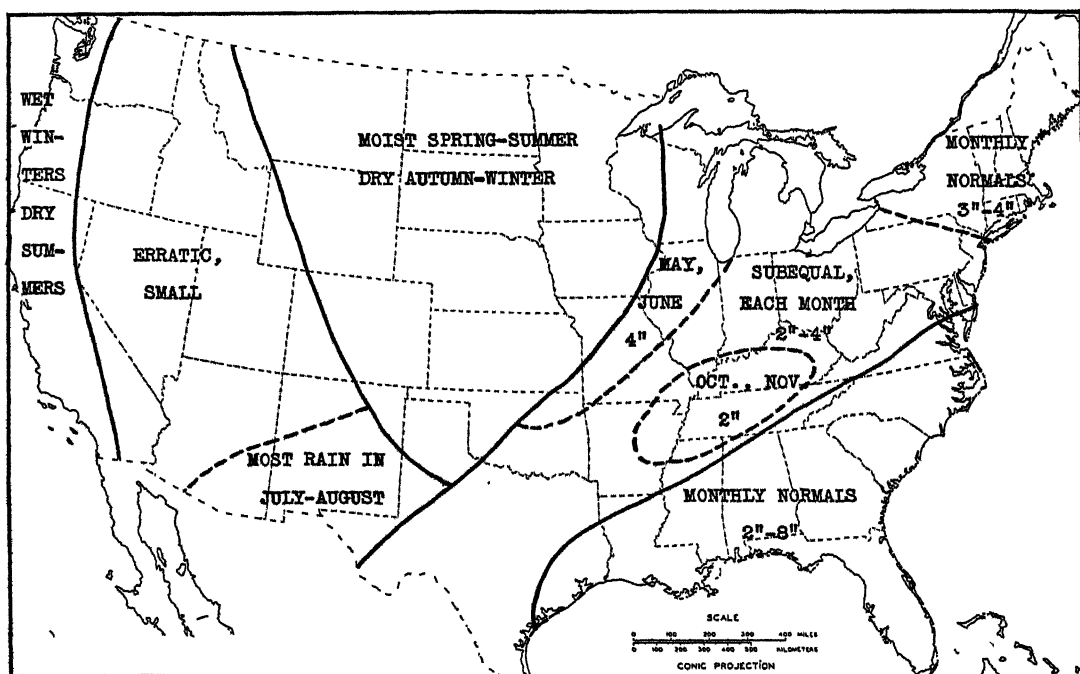 WET
WIN-
TERS
DRY
SUM-
MERS
ERRATIC,
SMALL
MOIST SPRING-SUMMER
DRY AUTUMN-WINTER
MOST RAIN IN
JULY-AUGUST
MAY,
JUNE
4"
SUBEQUAL,
EACH MONTH
2"-4"
OCT., NOV.
2"
MONTHLY
NORMALS
3"-4"
MONTHLY NORMALS
2"-8"
SCALE
0 100 200 300 400 MILES
0 100 200 300 400 500 KILOMETERS
CONIC PROJECTION